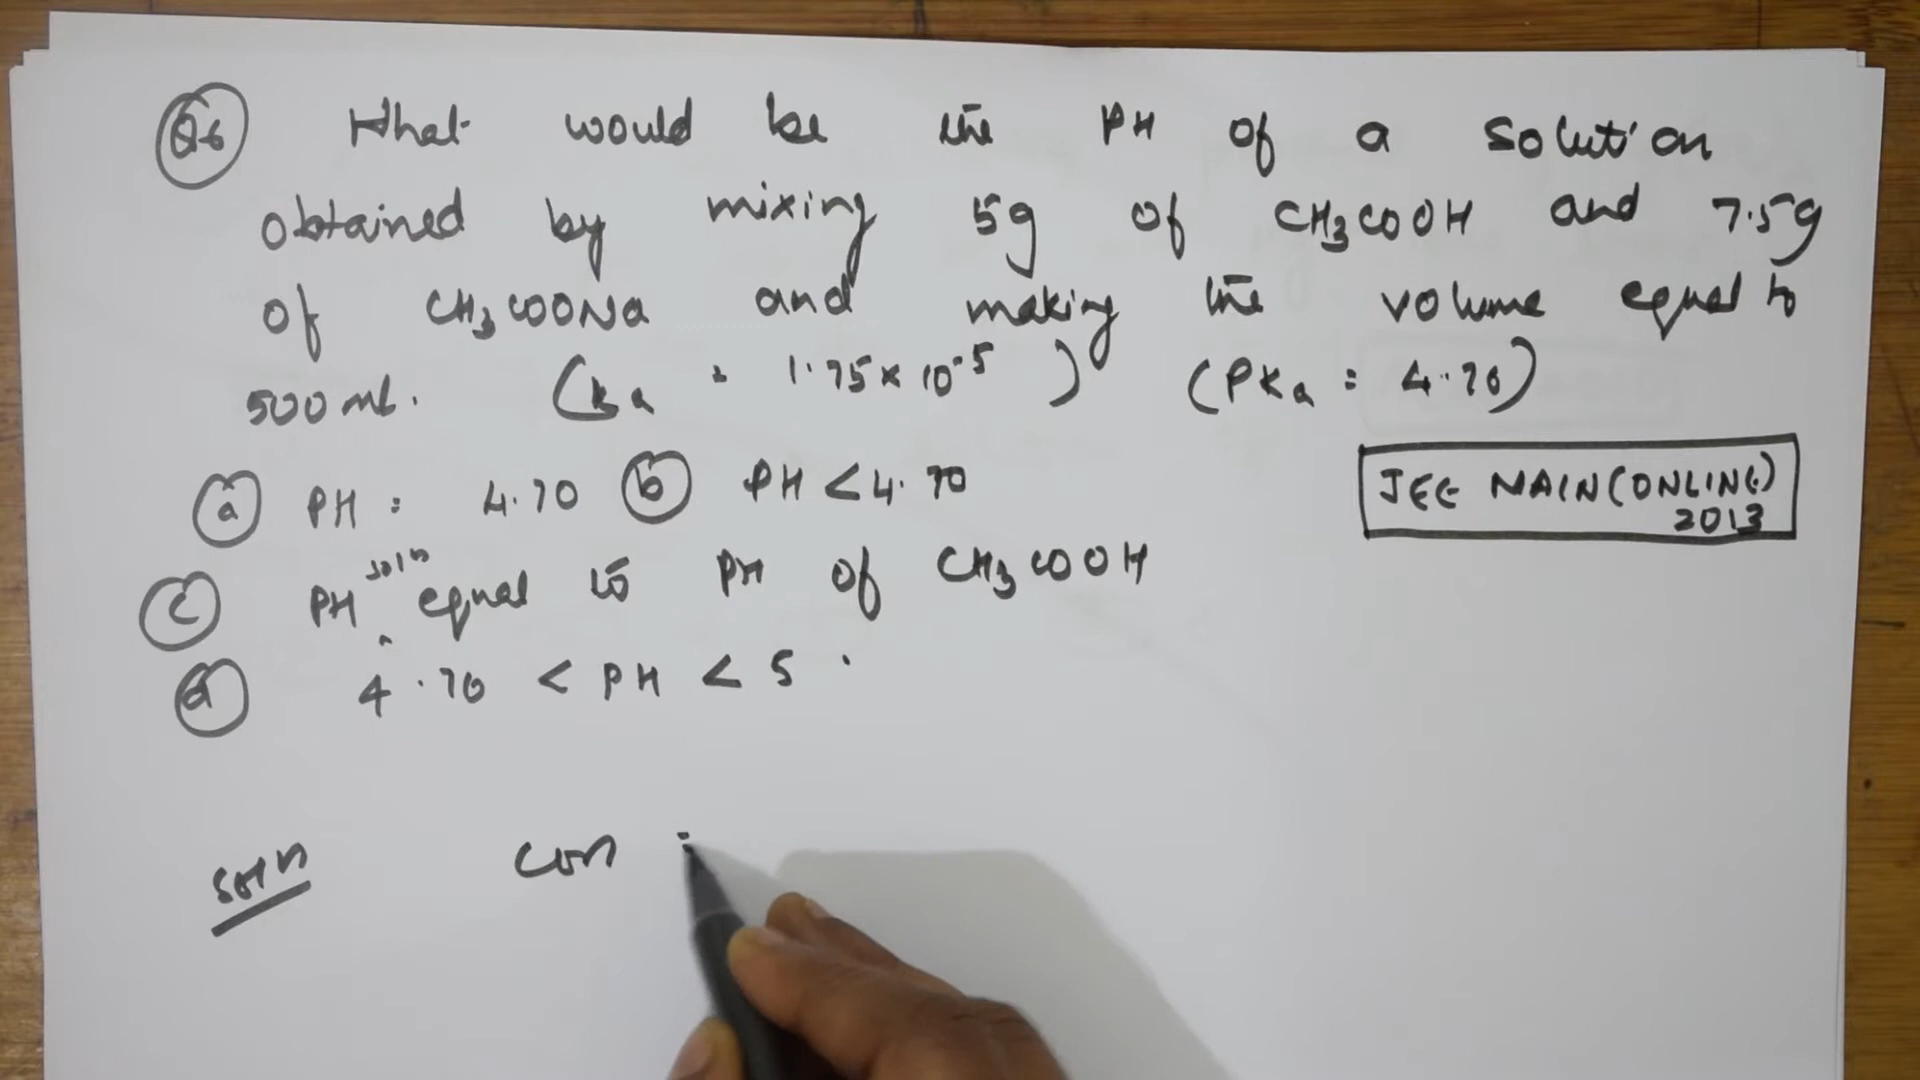 Q6 What would be the PH of a solution
obtained by mixing 5g of CH₃COOH and 7.5g
of CH₃COONa and making the volume equal to
500 ml. (Ka = 1.75 × 10⁻⁵) (PKa = 4.76)
a PH = 4.70 b PH < 4.70
JEE MAIN (ONLINE)
2013
c PH soln equal to PH of CH₃COOH
d 4.70 < PH < 5.
Soln Con